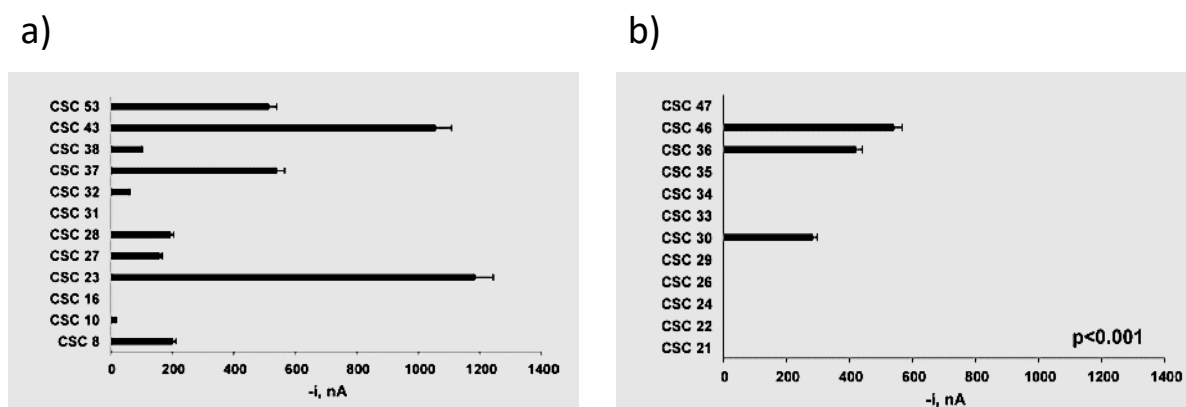 a)
CSC 53
CSC 43
CSC 38
CSC 37
CSC 32
CSC 31
CSC 28
CSC 27
CSC 23
CSC 16
CSC 10
CSC 8
0 200 400 600 800 1000 1200 1400
-i, nA
b)
CSC 47
CSC 46
CSC 36
CSC 35
CSC 34
CSC 33
CSC 30
CSC 29
CSC 26
CSC 24
CSC 22
CSC 21
p<0.001
0 200 400 600 800 1000 1200 1400
-i, nA